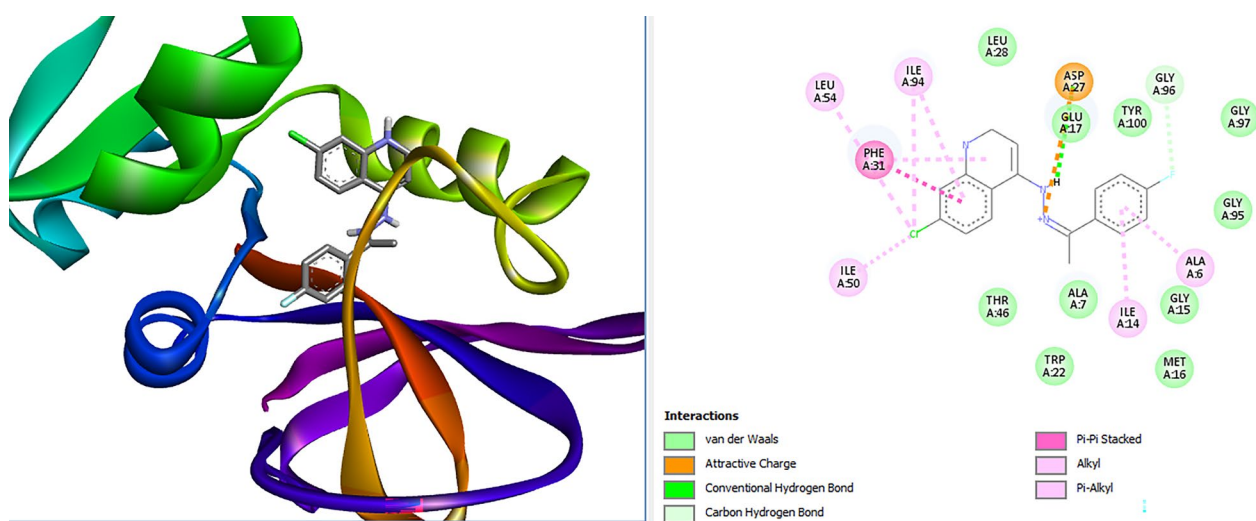 LEU
A:28
ILE
A:94
ASP
A:27
GLY
A:96
LEU
A:54
GLU
A:17
TYR
A:100
GLY
A:97
PHE
A:31
N
N
H
N
+
GLY
A:95
Cl
ILE
A:50
ALA
A:6
THR
A:46
ALA
A:7
ILE
A:14
GLY
A:15
TRP
A:22
MET
A:16
Interactions
van der Waals
Attractive Charge
Conventional Hydrogen Bond
Carbon Hydrogen Bond
Pi-Pi Stacked
Alkyl
Pi-Alkyl